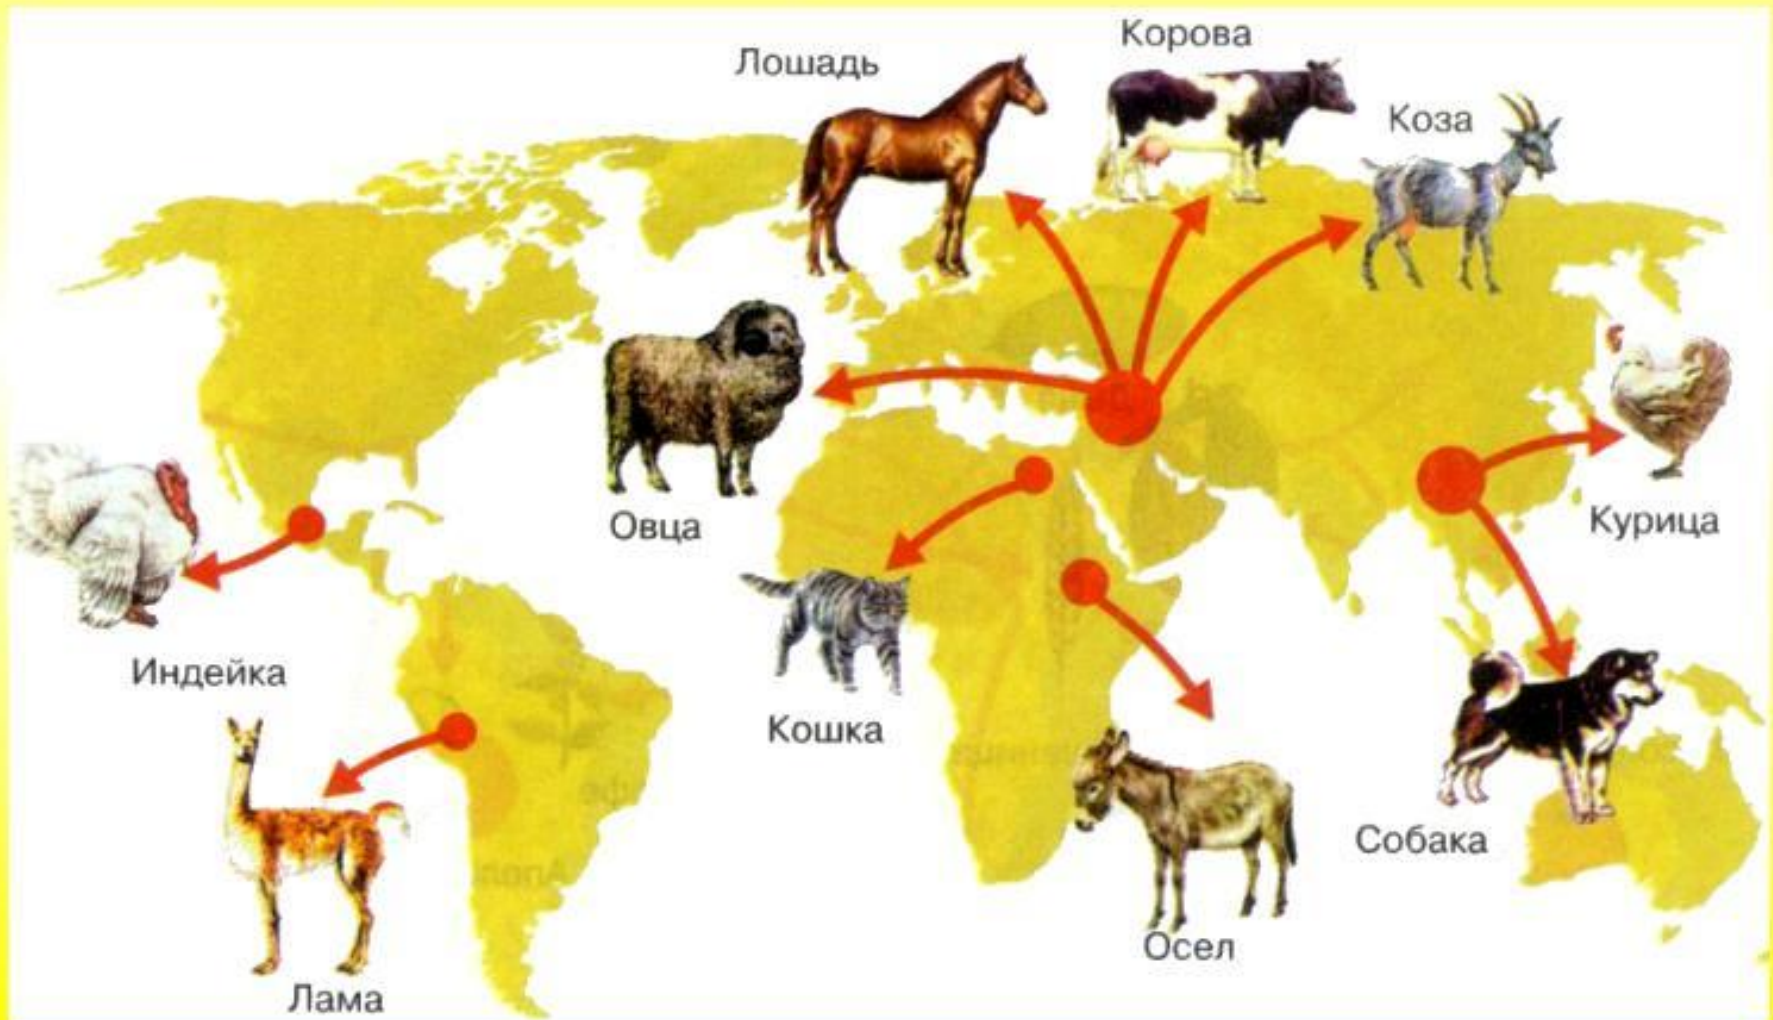 Лошадь
Корова
Коза
Овца
Курица
Индейка
Кошка
Собака
Осел
Лама